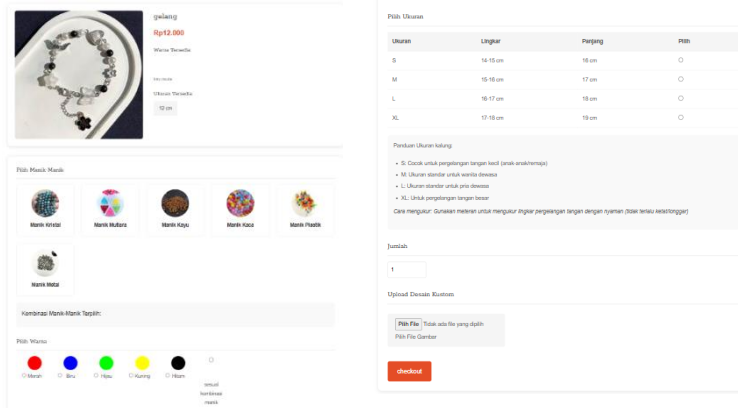 gelang
Rp12.000
Warna Tersedia:
Ukuran Tersedia:
12 cm
Pilih Manik Manik
Manik Kristal
Manik Mutiara
Manik Kayu
Manik Kaca
Manik Plastik
Manik Metal
Kombinasi Manik-Manik Terpilih:
Pilih Warna
Merah
Biru
Hijau
Kuning
Hitam
sesuai
kombinasi
manik
Pilih Ukuran
Ukuran Lingkar Panjang Pilih
S 14-15 cm 16 cm
M 15-16 cm 17 cm
L 16-17 cm 18 cm
XL 17-18 cm 19 cm
Panduan Ukuran kalung:
• S: Cocok untuk pergelangan tangan kecil (anak-anak/remaja)
• M: Ukuran standar untuk wanita dewasa
• L: Ukuran standar untuk pria dewasa
• XL: Untuk pergelangan tangan besar
Cara mengukur: Gunakan meteran untuk mengukur lingkar pergelangan tangan dengan nyaman (tidak terlalu ketat/longgar)
Jumlah
1
Upload Desain Kustom
Pilih File Tidak ada file yang dipilih
Pilih File Gambar
checkout